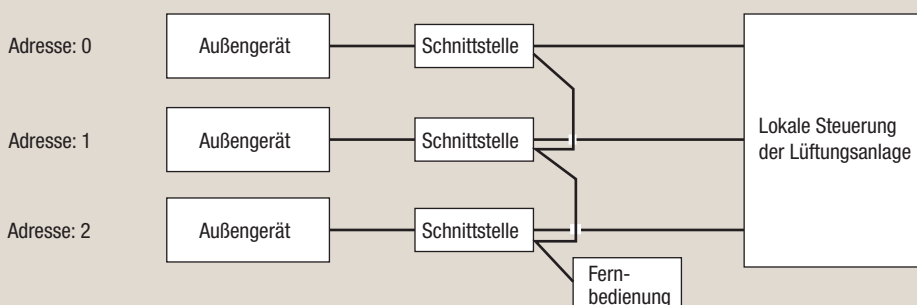 Adresse: 0
Außengerät
Schnittstelle
Adresse: 1
Außengerät
Schnittstelle
Lokale Steuerung
der Lüftungsanlage
Adresse: 2
Außengerät
Schnittstelle
Fern-
bedienung